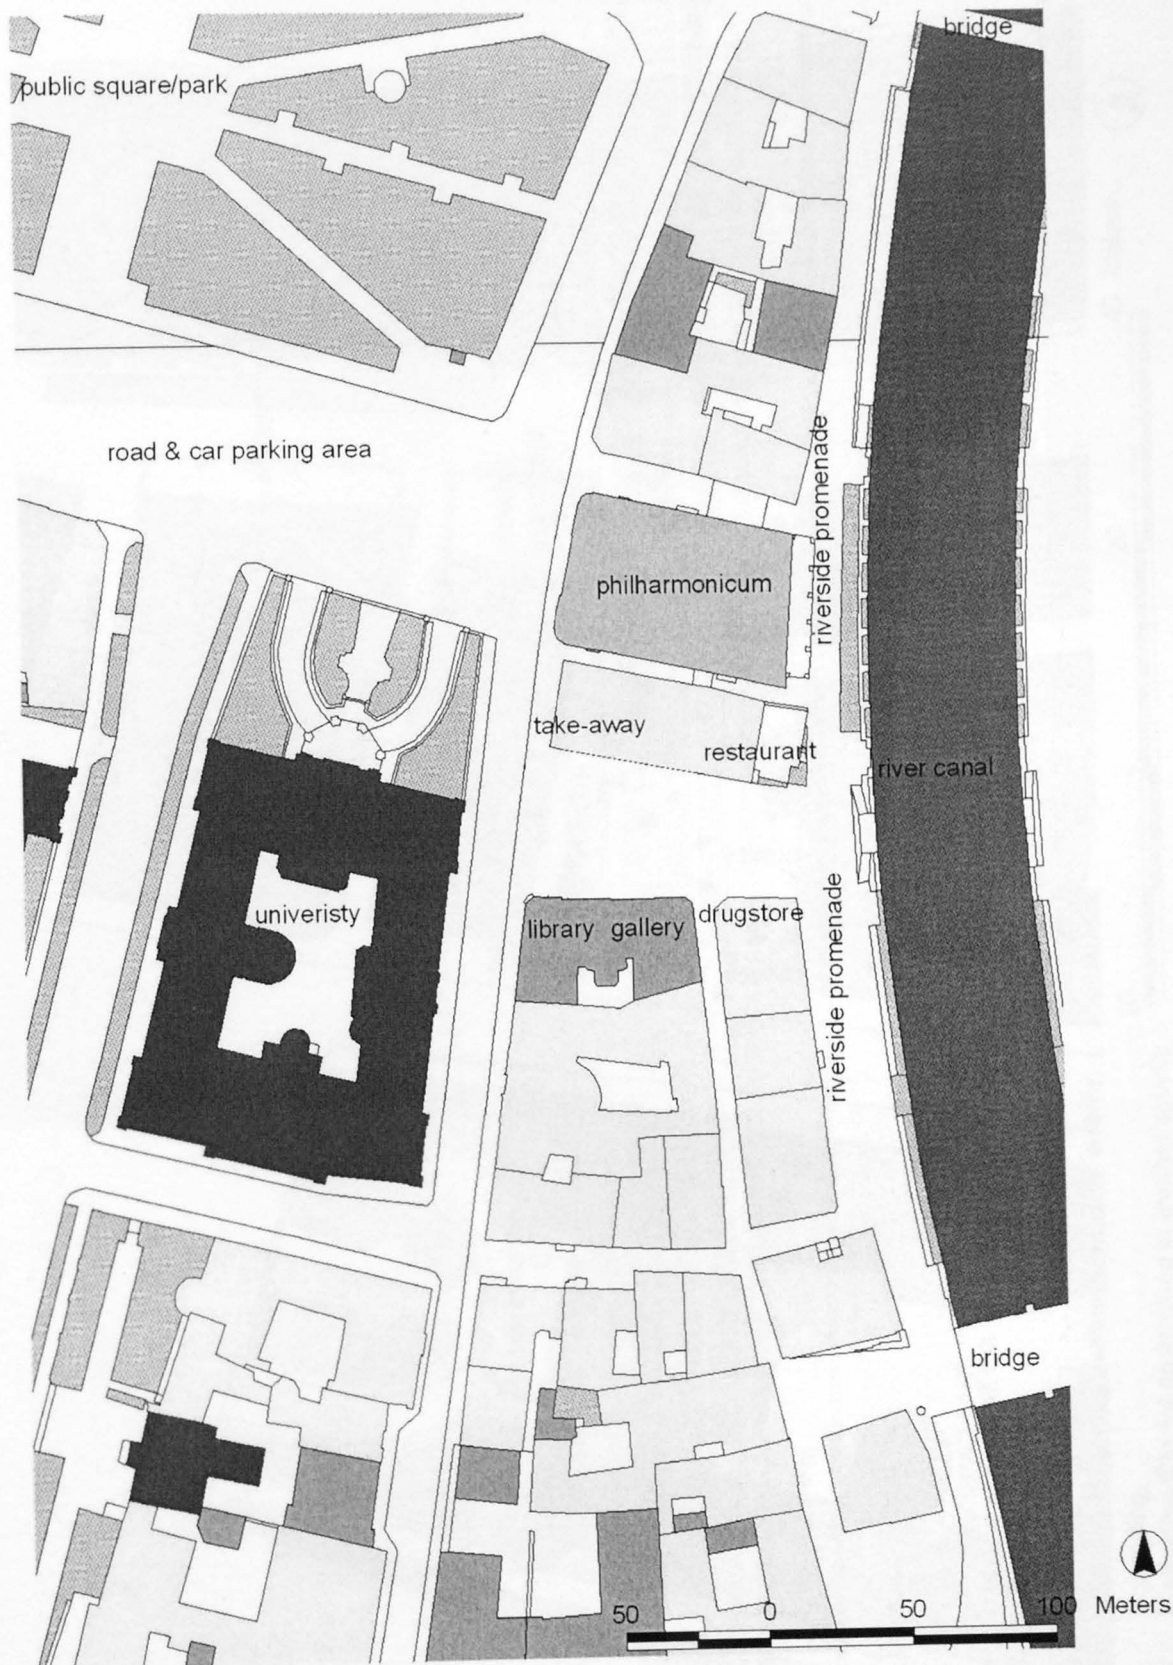 bridge
public square/park
road & car parking area
riverside promenade
philharmonicum
take-away
restaurant
river canal
univeristy
library gallery
drugstore
riverside promenade
bridge
50 0 50 100 Meters